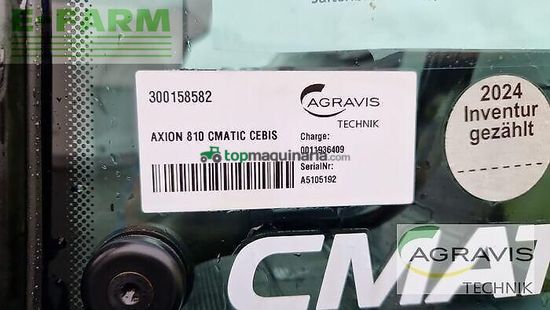 E-FARM
300158582
AGRAVIS
TECHNIK
AXION 810 CMATIC CEBIS
Charge:
0013936409
SerialNr:
A5105192
topmaquinaria.com
2024
Inventur
gezählt
CMAT
AGRAVIS
TECHNIK